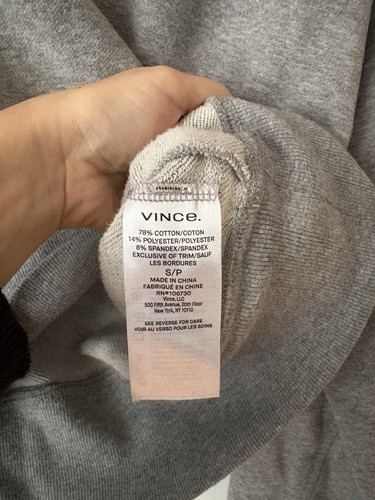 VINCE.
78% COTTON/COTON
14% POLYESTER/POLYESTER
8% SPANDEX/SPANDEX
EXCLUSIVE OF TRIM/SAUF
LES BORDURES
S/P
MADE IN CHINA
FABRIQUÉ EN CHINE
RN#106730
Vince, LLC
500 Fifth Avenue, 20th Floor
New York, NY 10110
SEE REVERSE FOR CARE
VOIR AU VERSO POUR LES SOINS